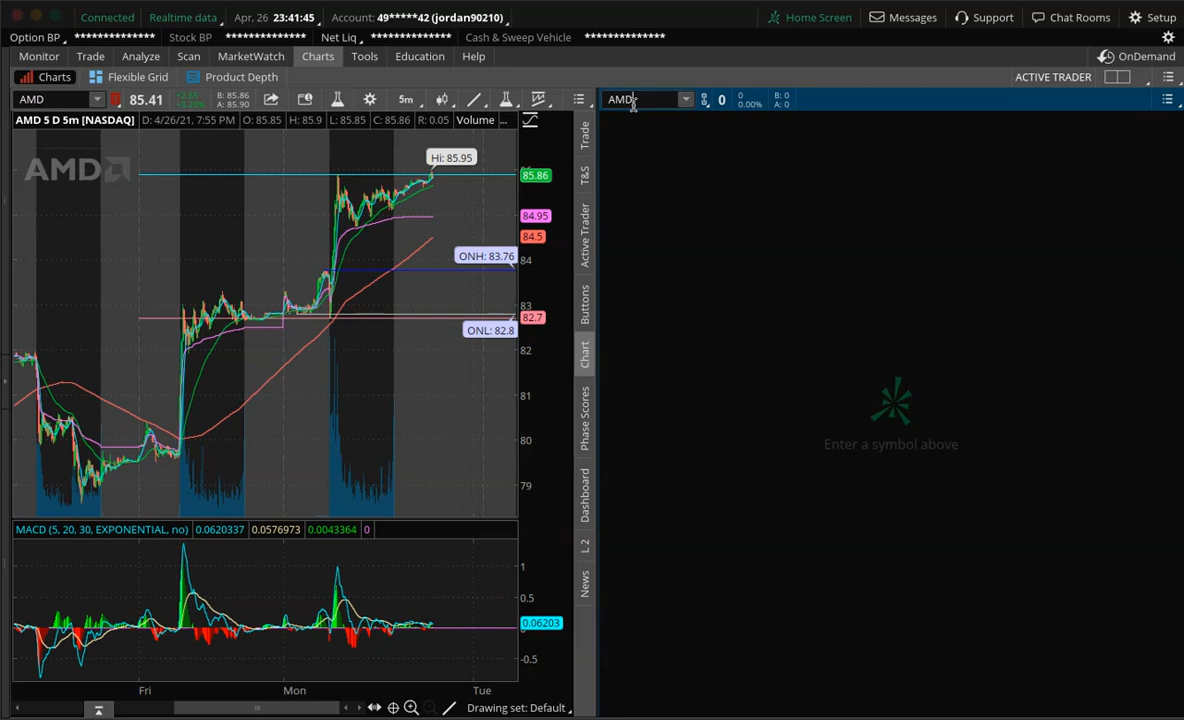 Connected Realtime data Apr, 26 23:41:45 Account: 49*****42 (jordan90210) Home Screen Messages Support Chat Rooms Setup
Option BP ************** Stock BP ************** Net Liq ************** Cash & Sweep Vehicle **************
Monitor Trade Analyze Scan MarketWatch Charts Tools Education Help OnDemand
Charts Flexible Grid Product Depth ACTIVE TRADER
AMD 85.41 +2.65 +3.20% B: 85.86 A: 85.90 5m AMD 0 0 0.00% B: 0 A: 0
AMD 5 D 5m [NASDAQ] D: 4/26/21, 7:55 PM O: 85.85 H: 85.9 L: 85.85 C: 85.86 R: 0.05 Volume ...
AMD
Hi: 85.95
85.86
84.95
84.5
ONH: 83.76
84
83
82.7
ONL: 82.8
82
81
80
79
Trade
T&S
Active Trader
Buttons
Chart
Phase Scores
Dashboard
L 2
News
Enter a symbol above
MACD (5, 20, 30, EXPONENTIAL, no) 0.0620337 0.0576973 0.0043364 0
1
0.5
0.06203
-0.5
Fri Mon Tue
Drawing set: Default